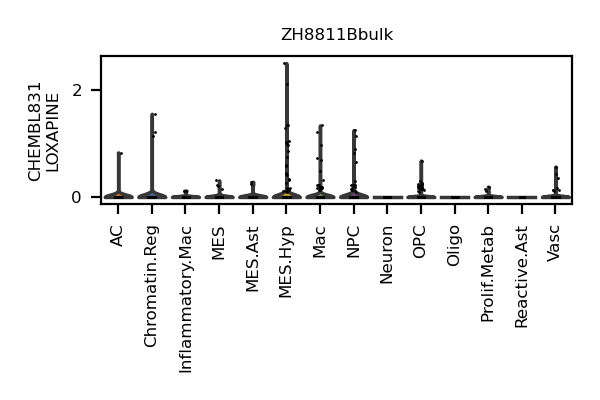 ZH8811Bbulk
CHEMBL831
LOXAPINE
2
0
AC
Chromatin.Reg
Inflammatory.Mac
MES
MES.Ast
MES.Hyp
Mac
NPC
Neuron
OPC
Oligo
Prolif.Metab
Reactive.Ast
Vasc